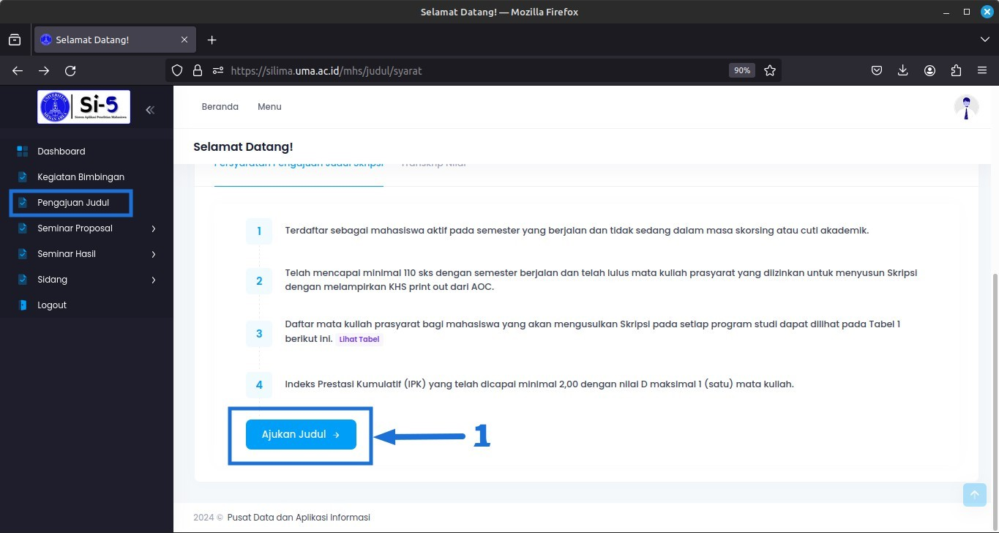 Selamat Datang! — Mozilla Firefox
Selamat Datang!
https://silima.uma.ac.id/mhs/judul/syarat
90%
UNIVERSITAS
MEDAN AREA
Si-5
Sistem Aplikasi Penelitian Mahasiswa
Beranda Menu
Selamat Datang!
Dashboard
Kegiatan Bimbingan
Pengajuan Judul
Seminar Proposal
Seminar Hasil
Sidang
Logout
Persyaratan Pengajuan Judul Skripsi Transkrip Nilai
1 Terdaftar sebagai mahasiswa aktif pada semester yang berjalan dan tidak sedang dalam masa skorsing atau cuti akademik.
2 Telah mencapai minimal 110 sks dengan semester berjalan dan telah lulus mata kuliah prasyarat yang diizinkan untuk menyusun Skripsi
dengan melampirkan KHS print out dari AOC.
3 Daftar mata kuliah prasyarat bagi mahasiswa yang akan mengusulkan Skripsi pada setiap program studi dapat dilihat pada Tabel 1
berikut ini. Lihat Tabel
4 Indeks Prestasi Kumulatif (IPK) yang telah dicapai minimal 2,00 dengan nilai D maksimal 1 (satu) mata kuliah.
Ajukan Judul →
1
2024 © Pusat Data dan Aplikasi Informasi